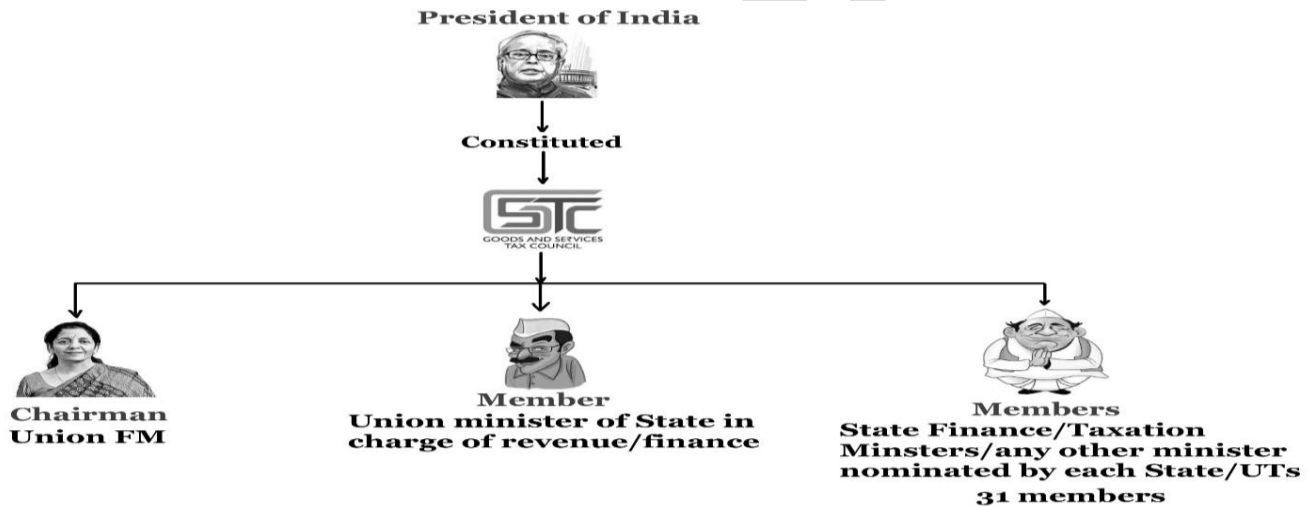 President of India
Constituted
GSTC
GOODS AND SERVICES
TAX COUNCIL
Chairman
Union FM
Member
Union minister of State in
charge of revenue/finance
Members
State Finance/Taxation
Minsters/any other minister
nominated by each State/UTs
31 members